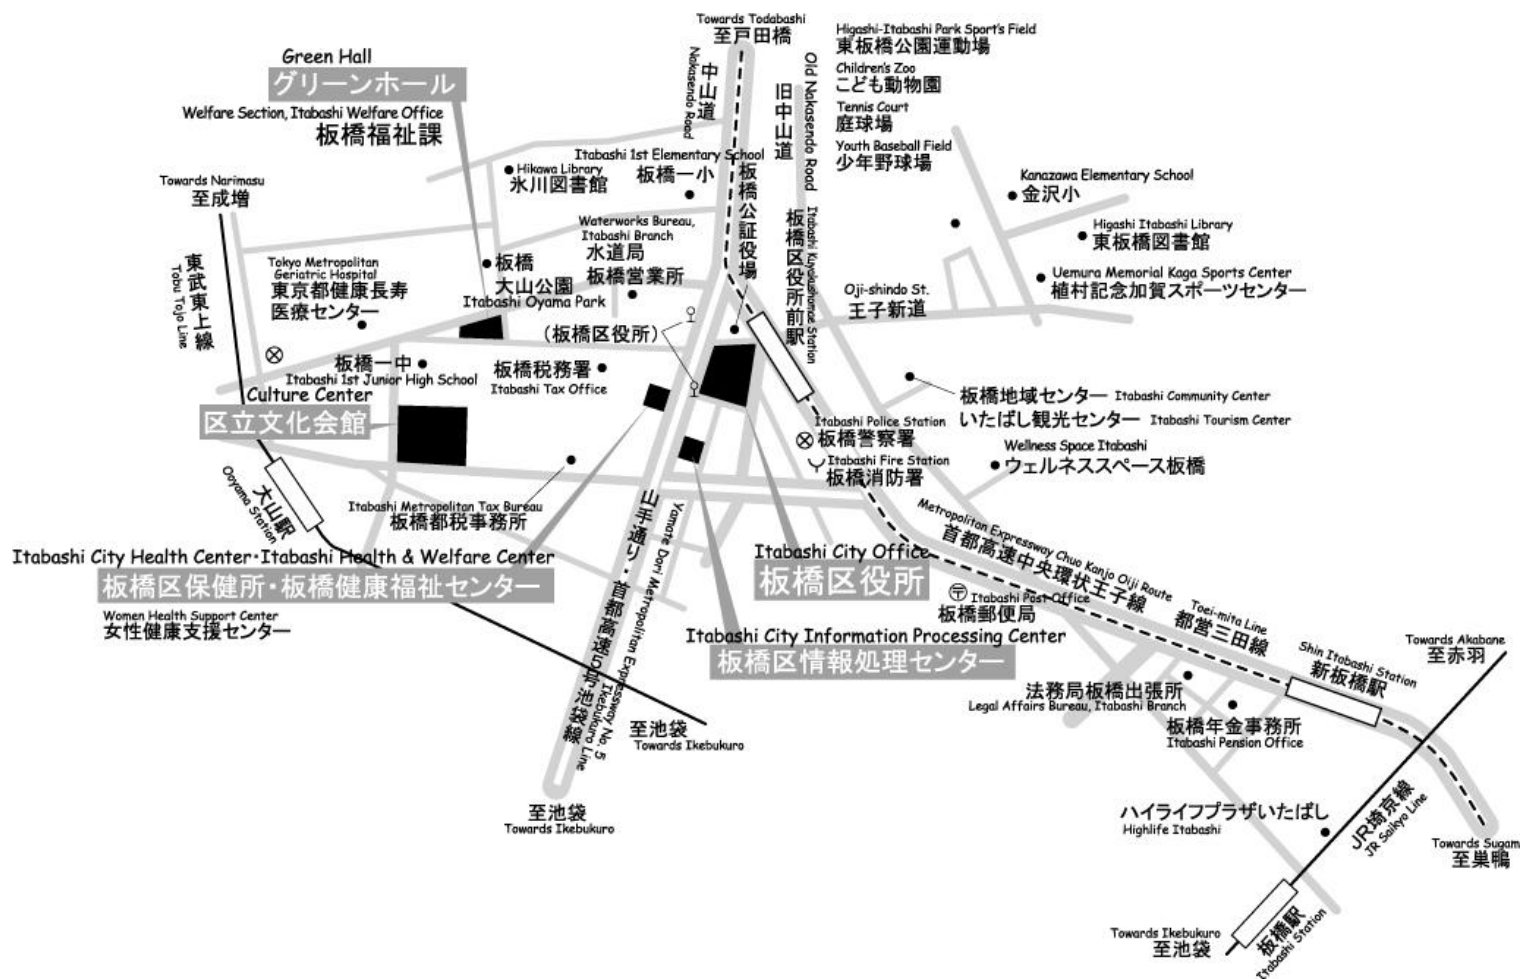 Towards Todabashi
至戸田橋
Higashi-Itabashi Park Sport's Field
東板橋公園運動場
Children's Zoo
こども動物園
Tennis Court
庭球場
Youth Baseball Field
少年野球場
Green Hall
グリーンホール
Welfare Section, Itabashi Welfare Office
板橋福祉課
中山道
Nakasendo Road
旧中山道
Old Nakasendo Road
Itabashi 1st Elementary School
板橋一小
Hikawa Library
氷川図書館
板橋公証役場
板橋区役所前駅
Itabashi Kuyakushomae Station
Kanazawa Elementary School
金沢小
Higashi Itabashi Library
東板橋図書館
Uemura Memorial Kaga Sports Center
植村記念加賀スポーツセンター
Oji-shindo St.
王子新道
Towards Narimasu
至成増
東武東上線
Tobu Tojo Line
Tokyo Metropolitan
Geriatric Hospital
東京都健康長寿
医療センター
Waterworks Bureau,
Itabashi Branch
水道局
板橋営業所
板橋
大山公園
Itabashi Oyama Park
(板橋区役所)
板橋一中
Itabashi 1st Junior High School
板橋税務署
Itabashi Tax Office
Culture Center
区立文化会館
板橋地域センター Itabashi Community Center
いたばし観光センター Itabashi Tourism Center
Itabashi Police Station
板橋警察署
Itabashi Fire Station
板橋消防署
Wellness Space Itabashi
ウェルネススペース板橋
大山駅
Ooyama Station
Itabashi Metropolitan Tax Bureau
板橋都税事務所
Itabashi City Health Center・Itabashi Health & Welfare Center
板橋区保健所・板橋健康福祉センター
Women Health Support Center
女性健康支援センター
山手通り・首都高速5号池袋線
Yamate Dori Metropolitan Expressway No. 5
Ikebukuro Line
Itabashi City Office
板橋区役所
Itabashi City Information Processing Center
板橋区情報処理センター
Metropolitan Expressway Chuo Kanjo Oiji Route
首都高速中央環状王子線
〒 Itabashi Post-Office
板橋郵便局
Toei-mita Line
都営三田線
Shin Itabashi Station
新板橋駅
Towards Akabane
至赤羽
法務局板橋出張所
Legal Affairs Bureau, Itabashi Branch
板橋年金事務所
Itabashi Pension Office
至池袋
Towards Ikebukuro
至池袋
Towards Ikebukuro
ハイライフプラザいたばし
Highlife Itabashi
JR埼京線
JR Saikyo Line
Towards Sugam
至巣鴨
Towards Ikebukuro
至池袋
板橋駅
Itabashi Station